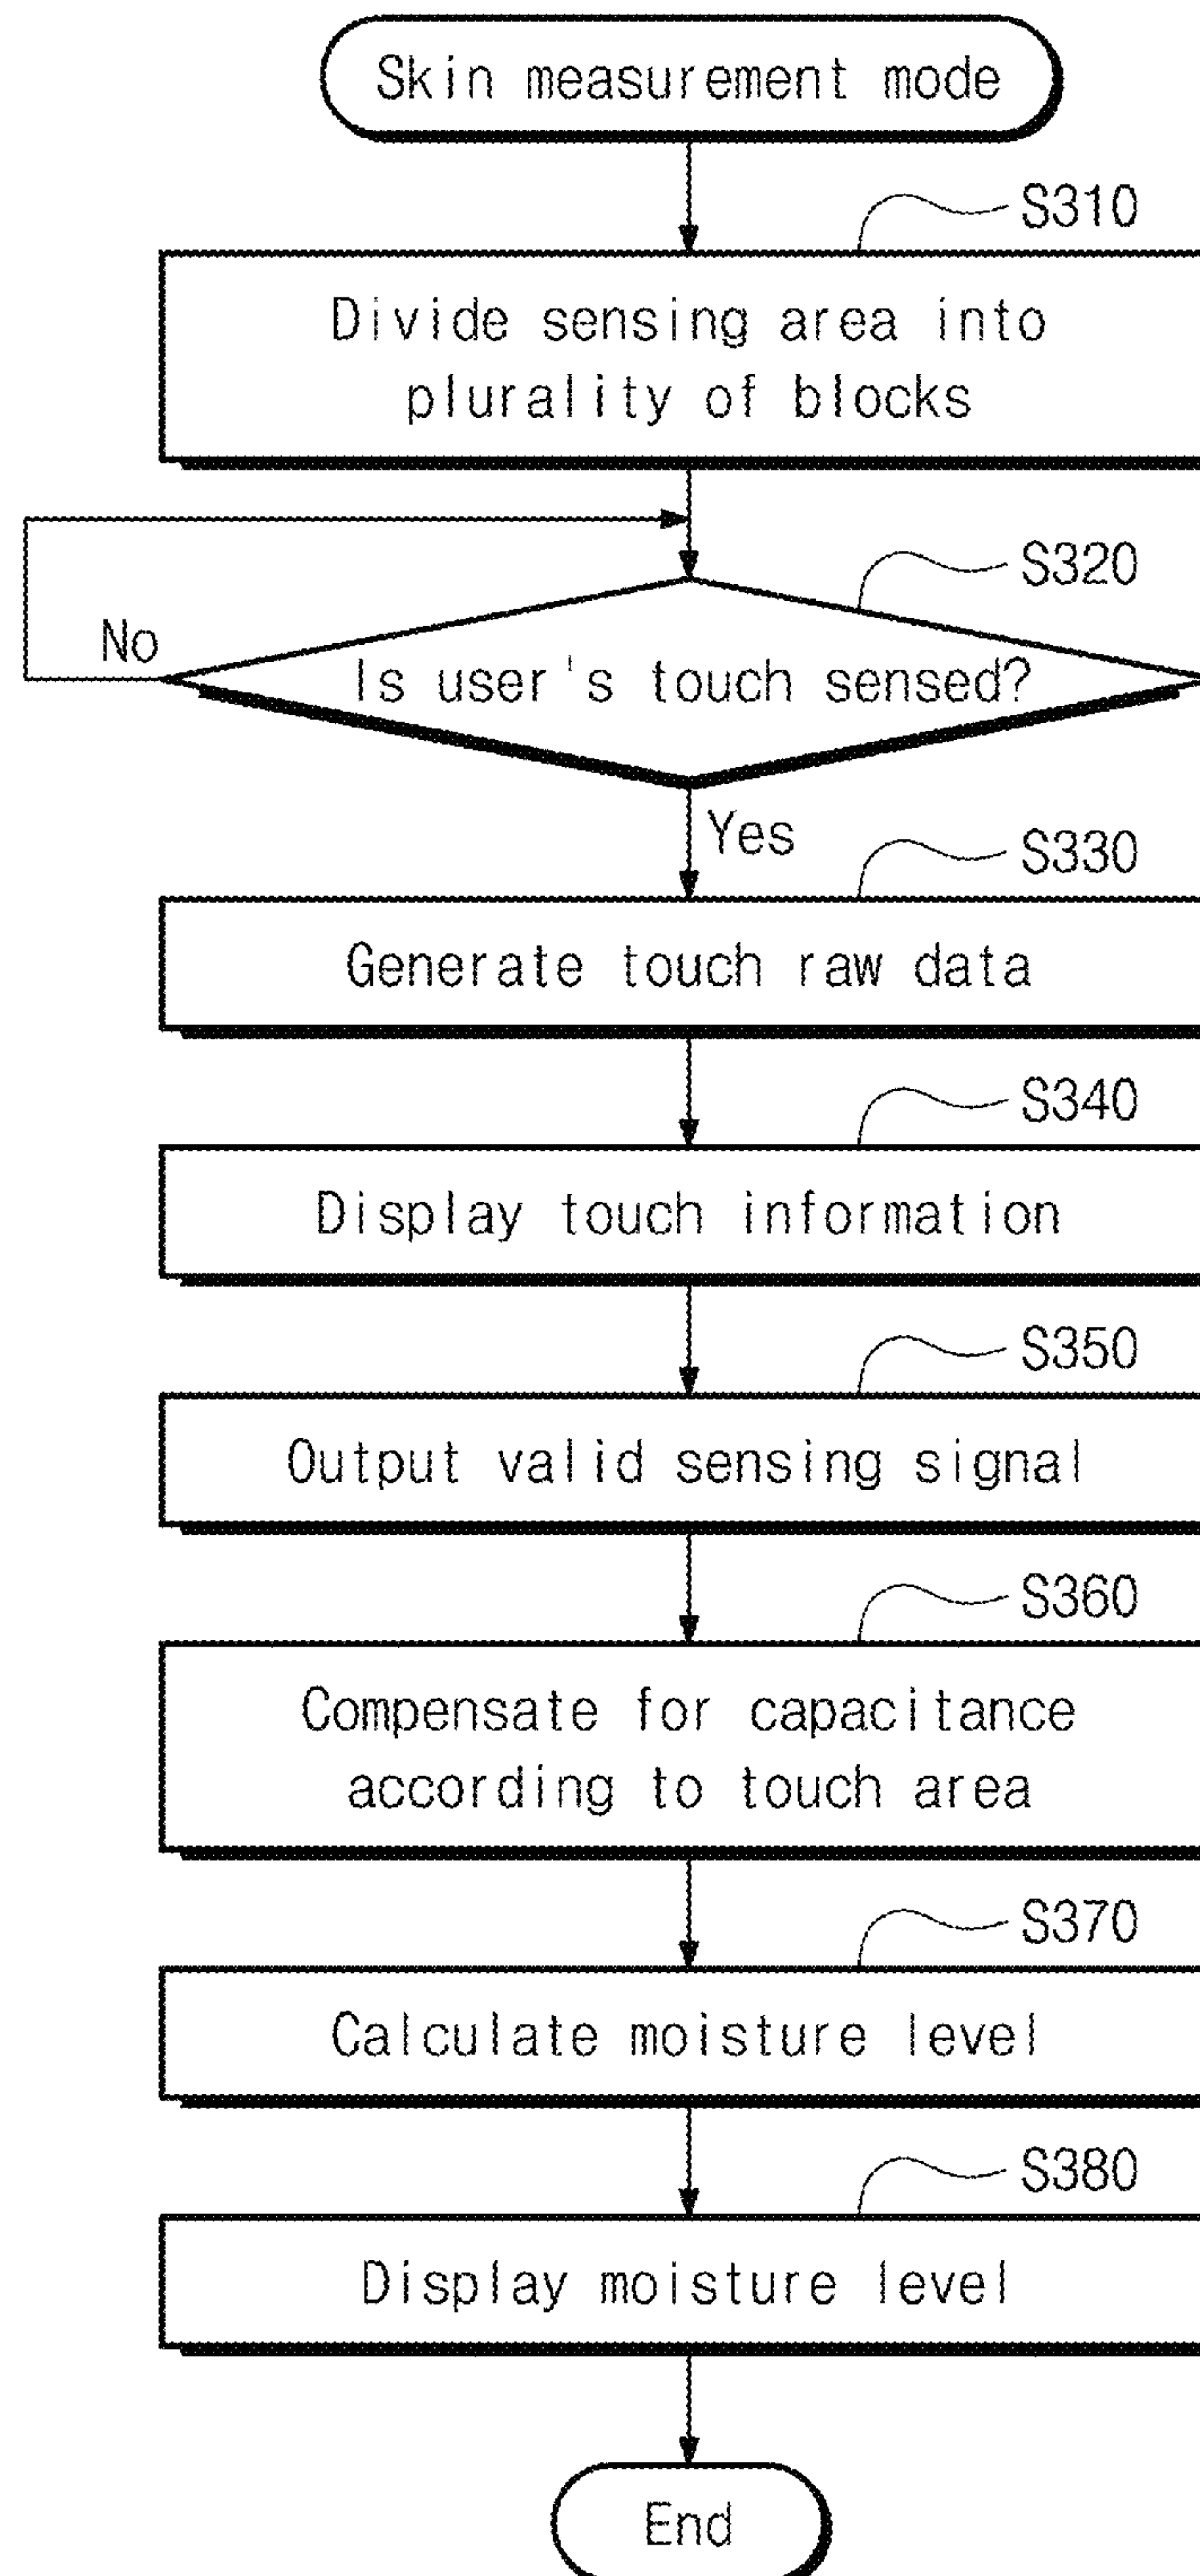 Skin measurement mode
S310
Divide sensing area into
plurality of blocks
S320
No
Is user's touch sensed?
Yes
S330
Generate touch raw data
S340
Display touch information
S350
Output valid sensing signal
S360
Compensate for capacitance
according to touch area
S370
Calculate moisture level
S380
Display moisture level
End